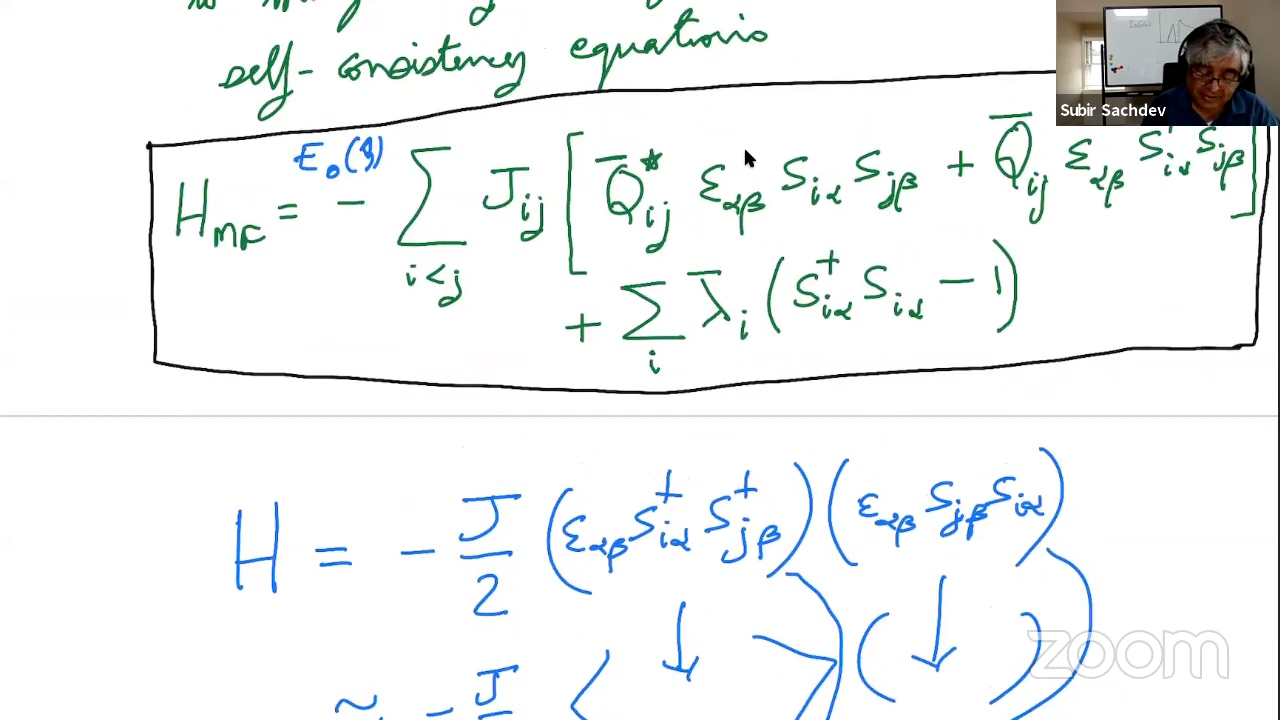 self-consistency equations
Subir Sachdev
E₀(Q)
H_MF = - ∑_{i<j} J_ij [ Q̄*_ij ε_αβ S_iα S_jβ + Q̄_ij ε_αβ S†_iα S†_jβ ]
+ ∑_i λ̄_i ( S†_iα S_iα - 1 )
H = - J/2 ( ε_αβ S†_iα S†_jβ ) ( ε_αβ S_jβ S_iα )
↓ ↓
≈ - J ⟨ ( )
zoom